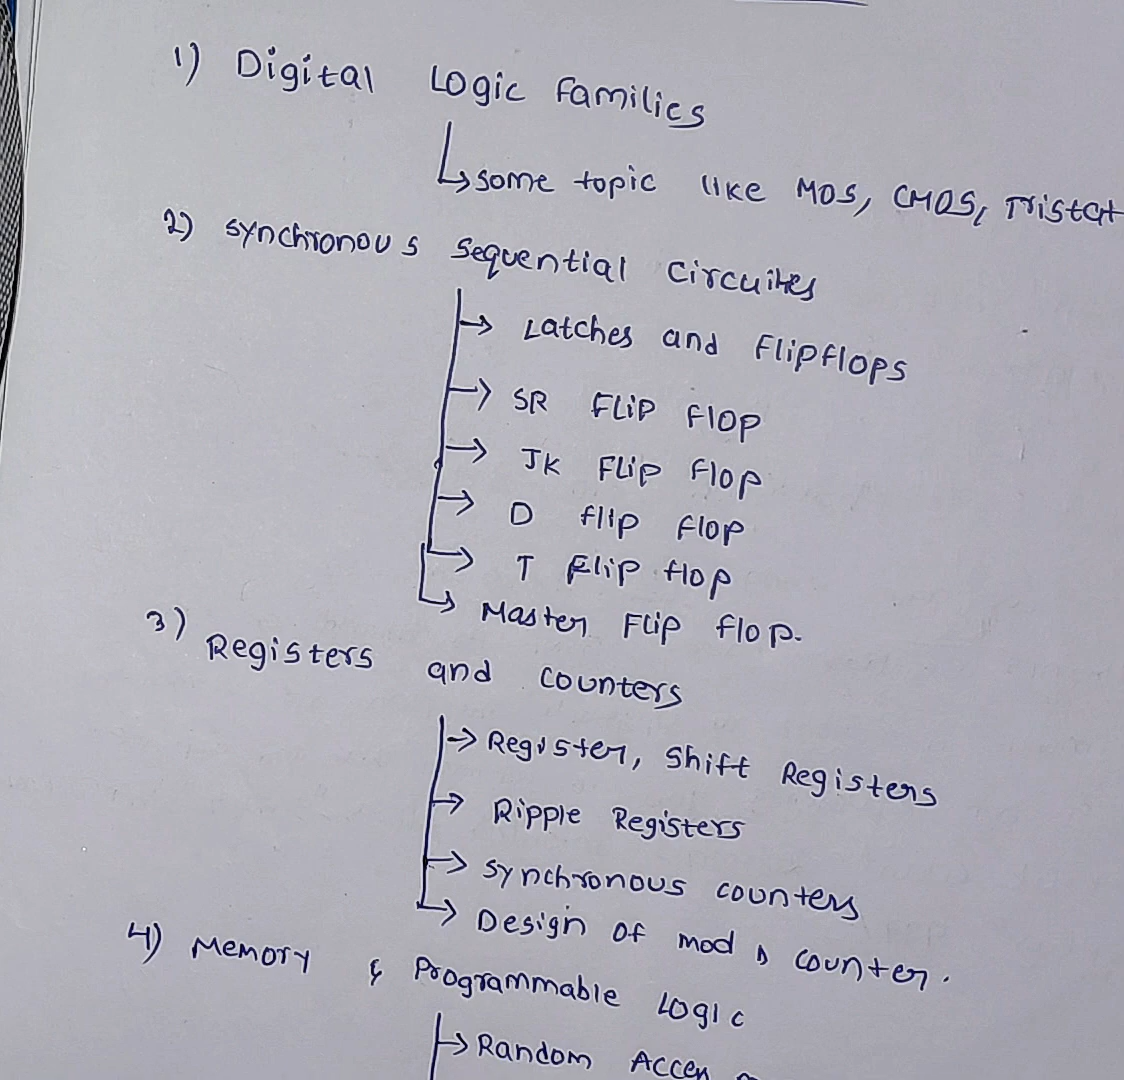 1) Digital Logic families
some topic like MOS, CMOS, Tristat
2) Synchronous Sequential Circuites
Latches and Flipflops
SR FLiP flop
JK FLiP flop
D flip flop
T Flip flop
Master Flip flop.
3) Registers and counters
Register, Shift Registers
Ripple Registers
Synchronous counters
Design of mod n counter.
4) Memory & Programmable Logic
Random